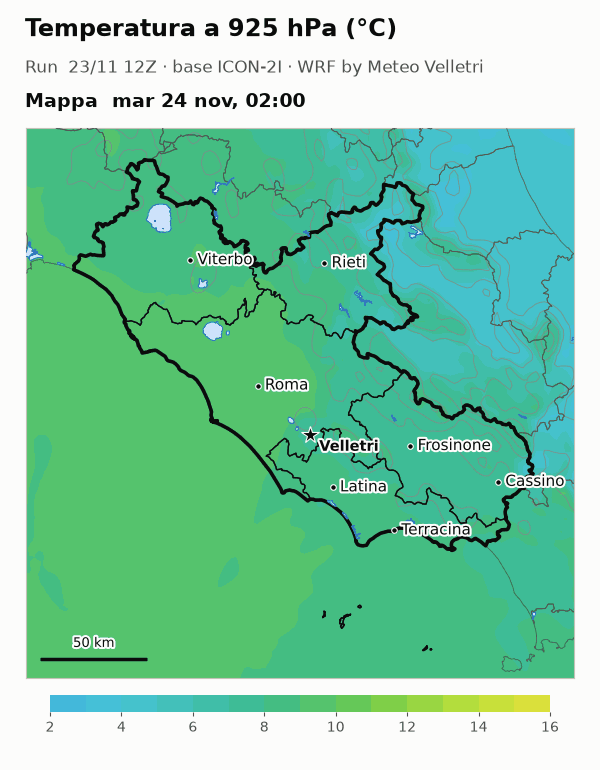 Temperatura a 925 hPa (°C)
Run  23/11 12Z · base ICON-2I · WRF by Meteo Velletri
Mappa  mar 24 nov, 02:00
Viterbo
Rieti
Roma
Velletri
Frosinone
Latina
Cassino
Terracina
50 km
2 4 6 8 10 12 14 16